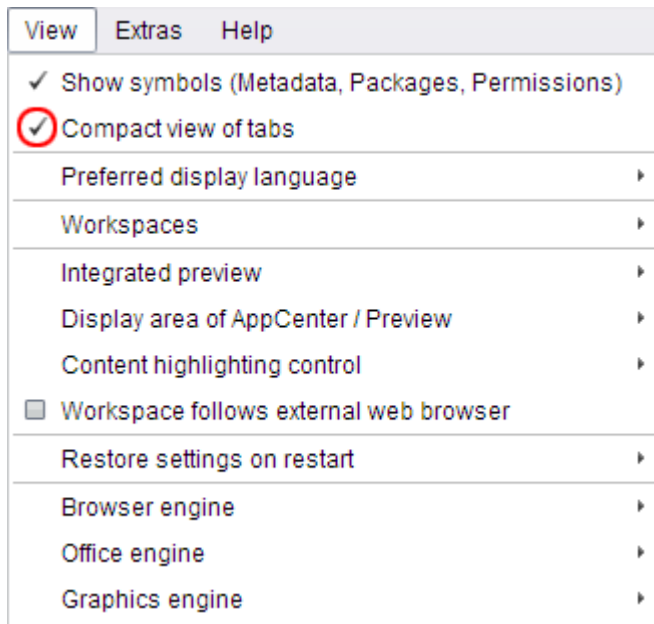 View Extras Help
Show symbols (Metadata, Packages, Permissions)
Compact view of tabs
Preferred display language
Workspaces
Integrated preview
Display area of AppCenter / Preview
Content highlighting control
Workspace follows external web browser
Restore settings on restart
Browser engine
Office engine
Graphics engine